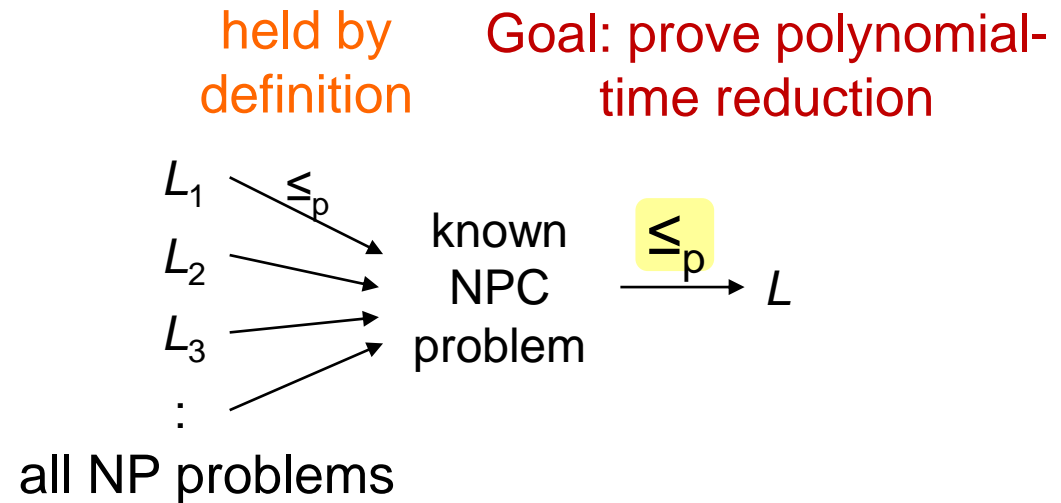 held by
definition
Goal: prove polynomial-
time reduction
L₁
≤ₚ
L₂
L₃
:
all NP problems
known
NPC
problem
≤ₚ
L